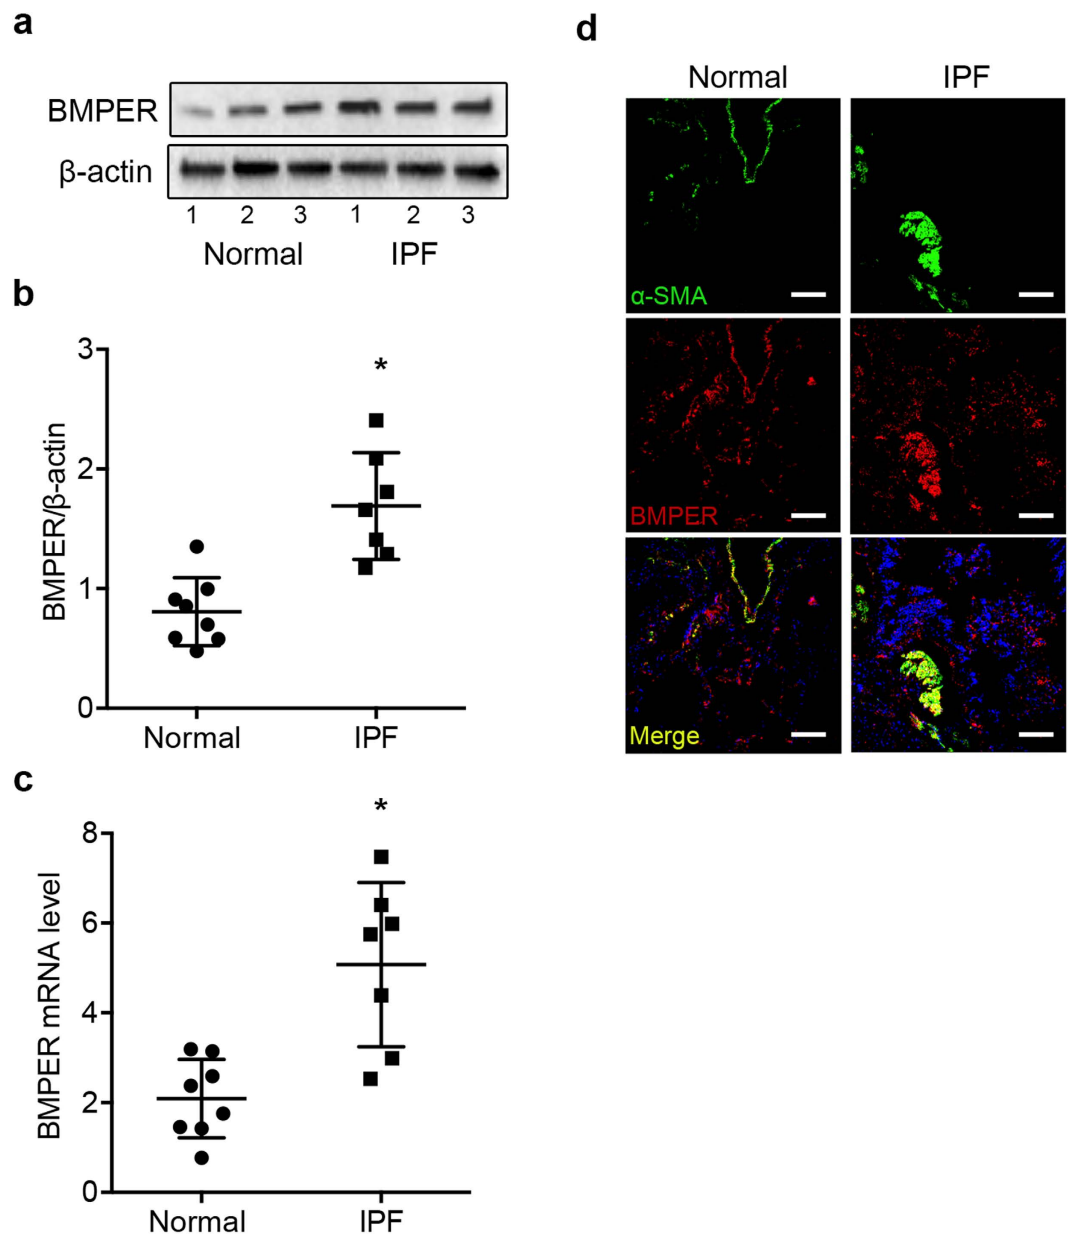 a
BMPER
β-actin
1 2 3 1 2 3
Normal IPF
b
3
2
1
0
BMPER/β-actin
*
Normal IPF
c
8
6
4
2
0
BMPER mRNA level
*
Normal IPF
d
Normal IPF
α-SMA
BMPER
Merge